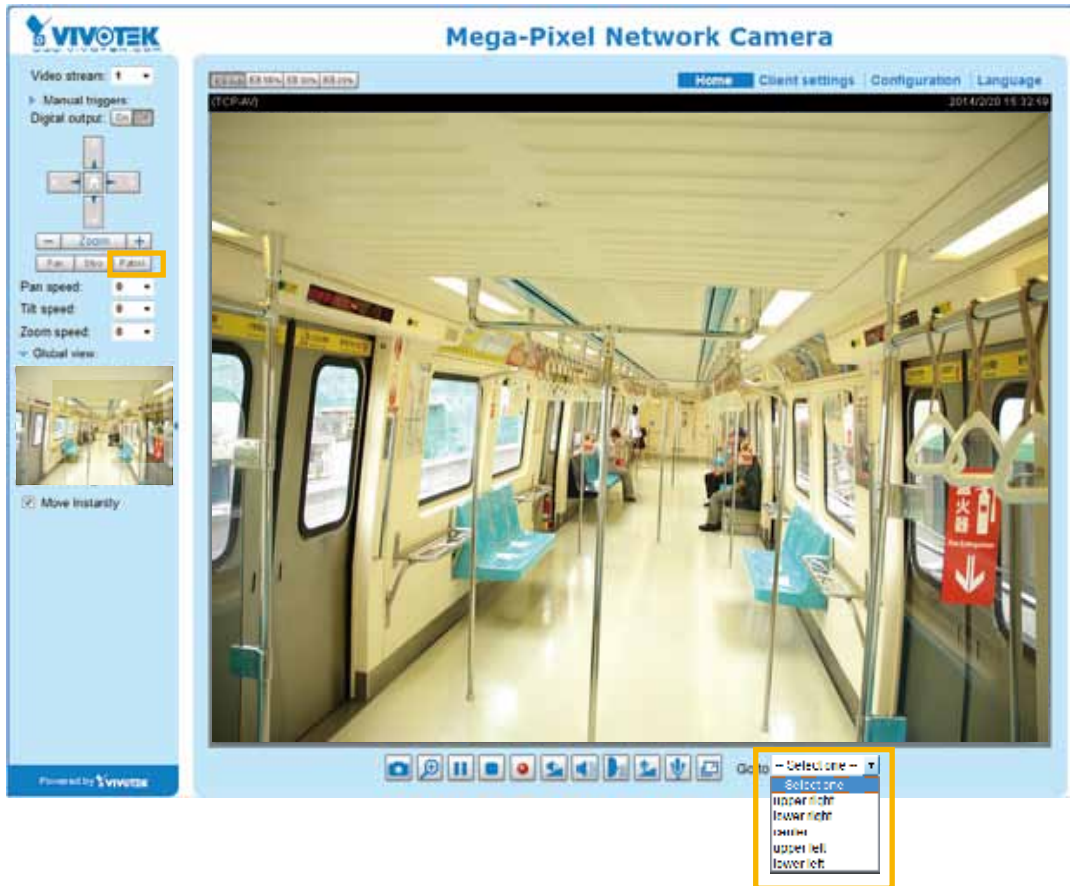 VIVOTEK
Mega-Pixel Network Camera
Video stream: 1
Home Client settings Configuration Language
(TCP-AV) 2014/2/20 15:32:59
Manual triggers:
Digital output: On Off
Zoom
Pan Stop Patrol
Pan speed: 0
Tilt speed: 0
Zoom speed: 0
Global view
Move Instantly
火
器
Powered by VIVOTEK
Go to -- Select one --
-- Select one --
upper right
lower right
center
upper left
lower left